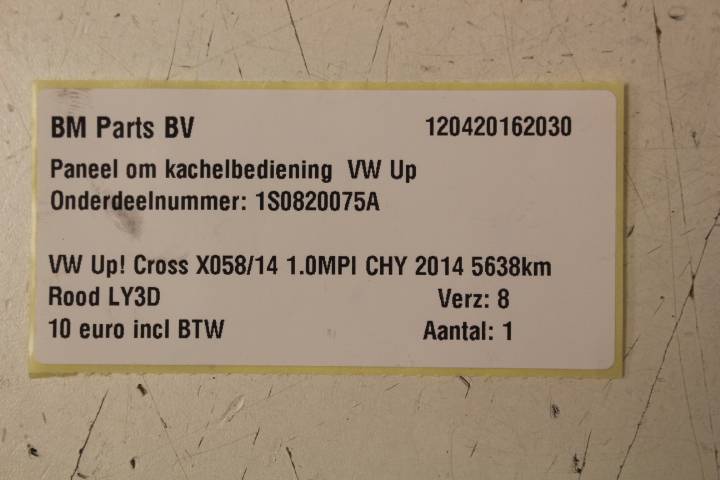 BM Parts BV 120420162030
Paneel om kachelbediening VW Up
Onderdeelnummer: 1S0820075A
VW Up! Cross X058/14 1.0MPI CHY 2014 5638km
Rood LY3D Verz: 8
10 euro incl BTW Aantal: 1